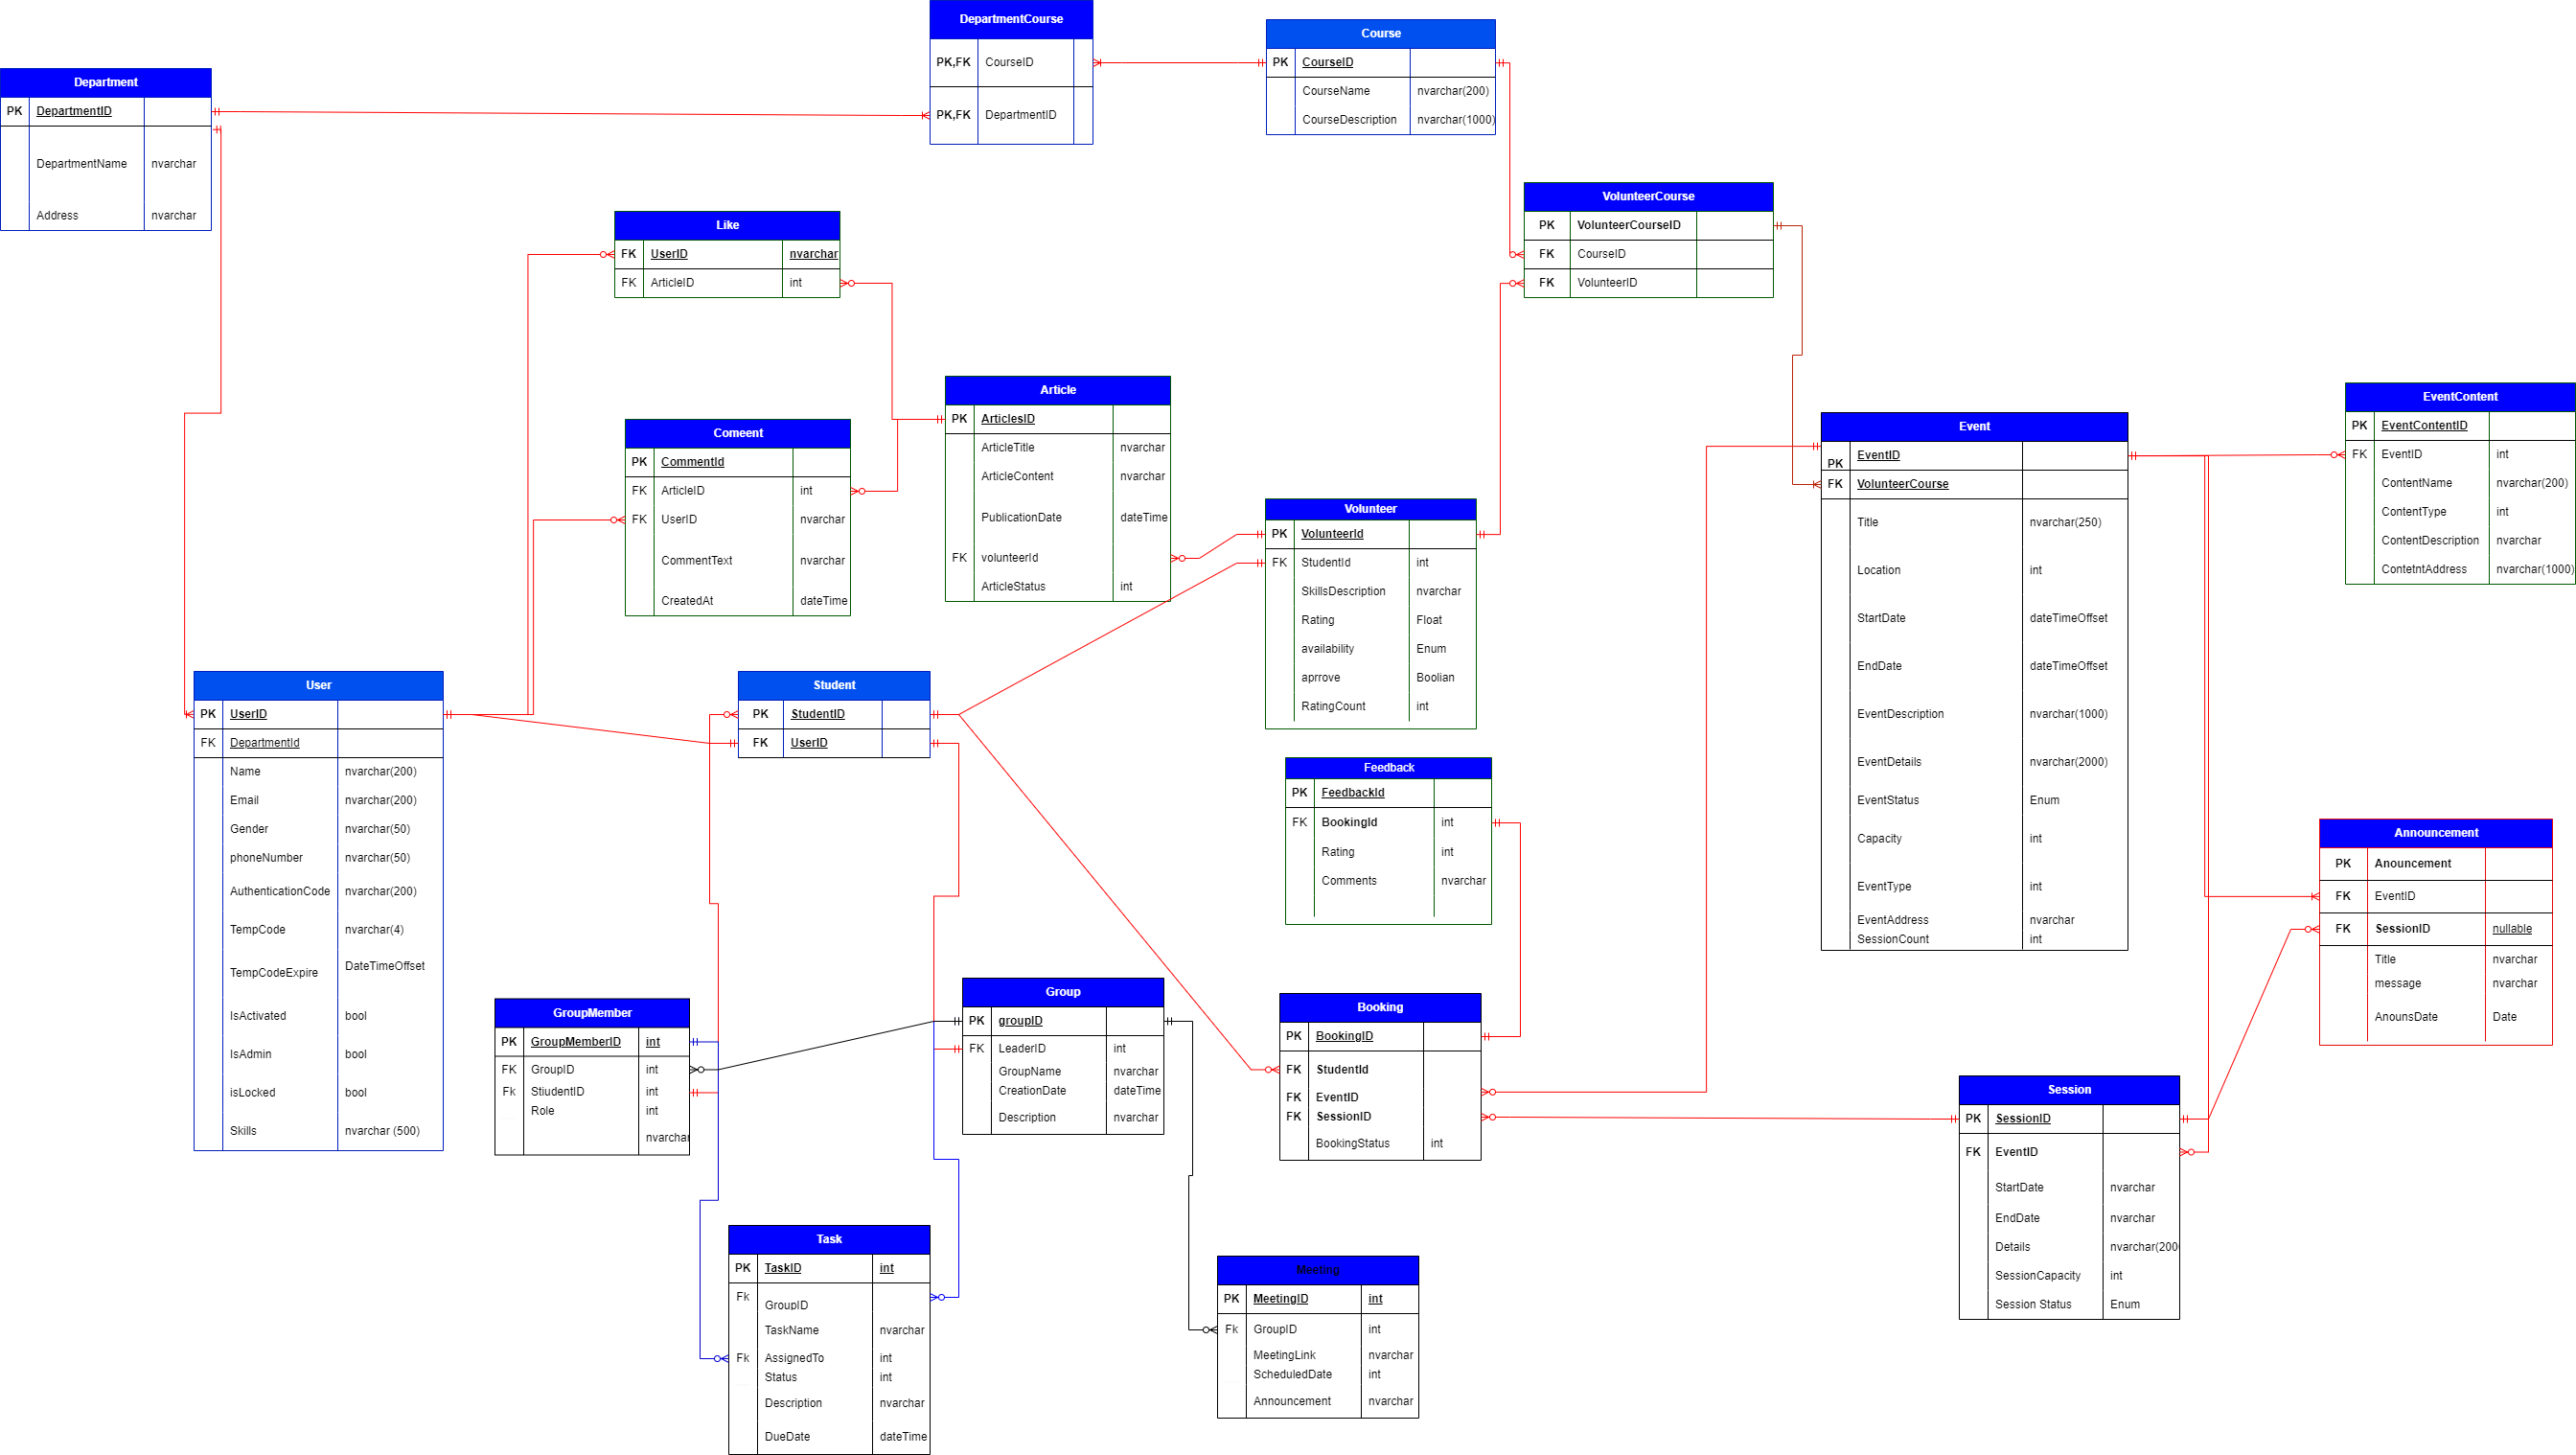 DepartmentCourse
PK,FK CourseID
PK,FK DepartmentID
Course
PK CourseID
CourseName nvarchar(200)
CourseDescription nvarchar(1000)
Department
PK DepartmentID
DepartmentName nvarchar
Address nvarchar
VolunteerCourse
PK VolunteerCourseID
FK CourseID
FK VolunteerID
Like
FK UserID nvarchar
FK ArticleID int
Article
PK ArticlesID
ArticleTitle nvarchar
ArticleContent nvarchar
PublicationDate dateTime
FK volunteerId
ArticleStatus int
Comeent
PK CommentId
FK ArticleID int
FK UserID nvarchar
CommentText nvarchar
CreatedAt dateTime
EventContent
PK EventContentID
FK EventID int
ContentName nvarchar(200)
ContentType int
ContentDescription nvarchar
ContetntAddress nvarchar(1000)
Event
PK EventID
FK VolunteerCourse
Title nvarchar(250)
Location int
StartDate dateTimeOffset
EndDate dateTimeOffset
EventDescription nvarchar(1000)
EventDetails nvarchar(2000)
EventStatus Enum
Capacity int
EventType int
EventAddress nvarchar
SessionCount int
Volunteer
PK VolunteerId
FK StudentId int
SkillsDescription nvarchar
Rating Float
availability Enum
aprrove Boolian
RatingCount int
User
PK UserID
FK DepartmentId
Name nvarchar(200)
Email nvarchar(200)
Gender nvarchar(50)
phoneNumber nvarchar(50)
AuthenticationCode nvarchar(200)
TempCode nvarchar(4)
TempCodeExpire DateTimeOffset
IsActivated bool
IsAdmin bool
isLocked bool
Skills nvarchar (500)
Student
PK StudentID
FK UserID
Feedback
PK FeedbackId
FK BookingId int
Rating int
Comments nvarchar
Announcement
PK Anouncement
FK EventID
FK SessionID nullable
Title nvarchar
message nvarchar
AnounsDate Date
GroupMember
PK GroupMemberID int
FK GroupID int
Fk StiudentID int
Role int
nvarchar
Group
PK groupID
FK LeaderID int
GroupName nvarchar
CreationDate dateTime
Description nvarchar
Booking
PK BookingID
FK StudentId
FK EventID
FK SessionID
BookingStatus int
Session
PK SessionID
FK EventID
StartDate nvarchar
EndDate nvarchar
Details nvarchar(200
SessionCapacity int
Session Status Enum
Task
PK TaskID int
Fk GroupID
TaskName nvarchar
Fk AssignedTo int
Status int
Description nvarchar
DueDate dateTime
Meeting
PK MeetingID int
Fk GroupID int
MeetingLink nvarchar
ScheduledDate int
Announcement nvarchar